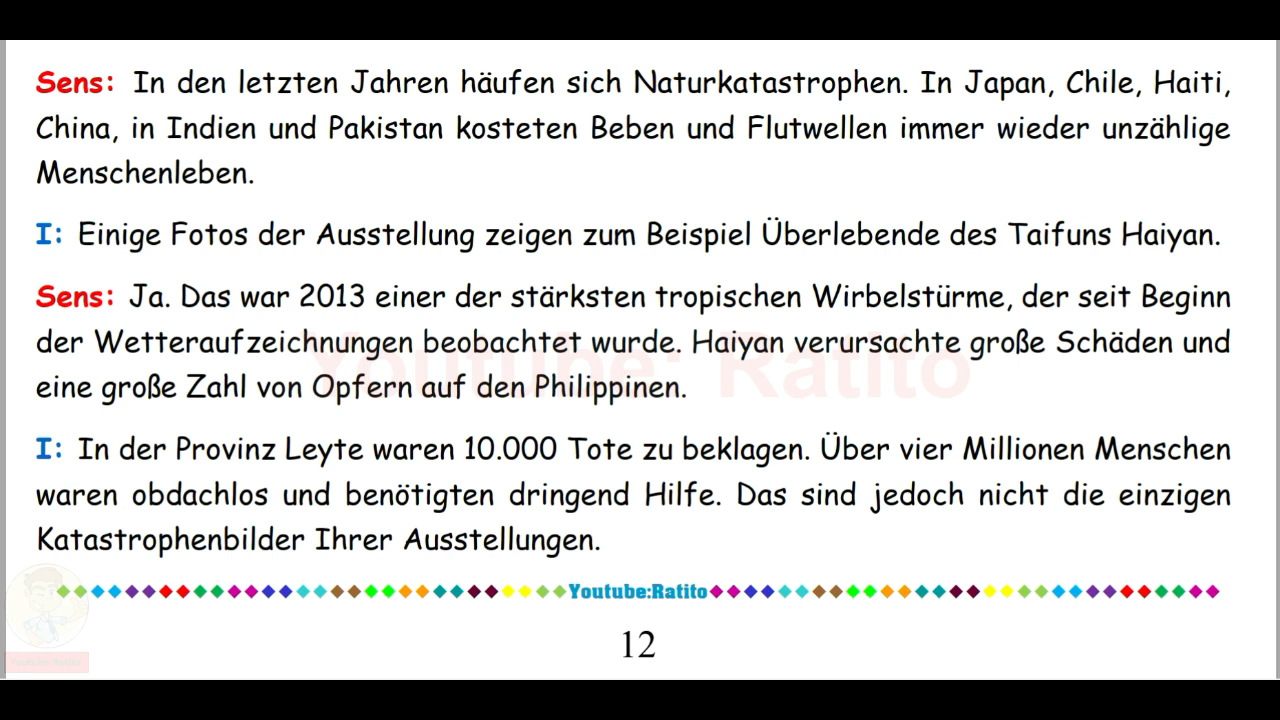 Sens: In den letzten Jahren häufen sich Naturkatastrophen. In Japan, Chile, Haiti,
China, in Indien und Pakistan kosteten Beben und Flutwellen immer wieder unzählige
Menschenleben.
I: Einige Fotos der Ausstellung zeigen zum Beispiel Überlebende des Taifuns Haiyan.
Sens: Ja. Das war 2013 einer der stärksten tropischen Wirbelstürme, der seit Beginn
der Wetteraufzeichnungen beobachtet wurde. Haiyan verursachte große Schäden und
Youtube: Ratito
eine große Zahl von Opfern auf den Philippinen.
I: In der Provinz Leyte waren 10.000 Tote zu beklagen. Über vier Millionen Menschen
waren obdachlos und benötigten dringend Hilfe. Das sind jedoch nicht die einzigen
Katastrophenbilder Ihrer Ausstellungen.
Youtube:Ratito
12
Youtube:Ratito